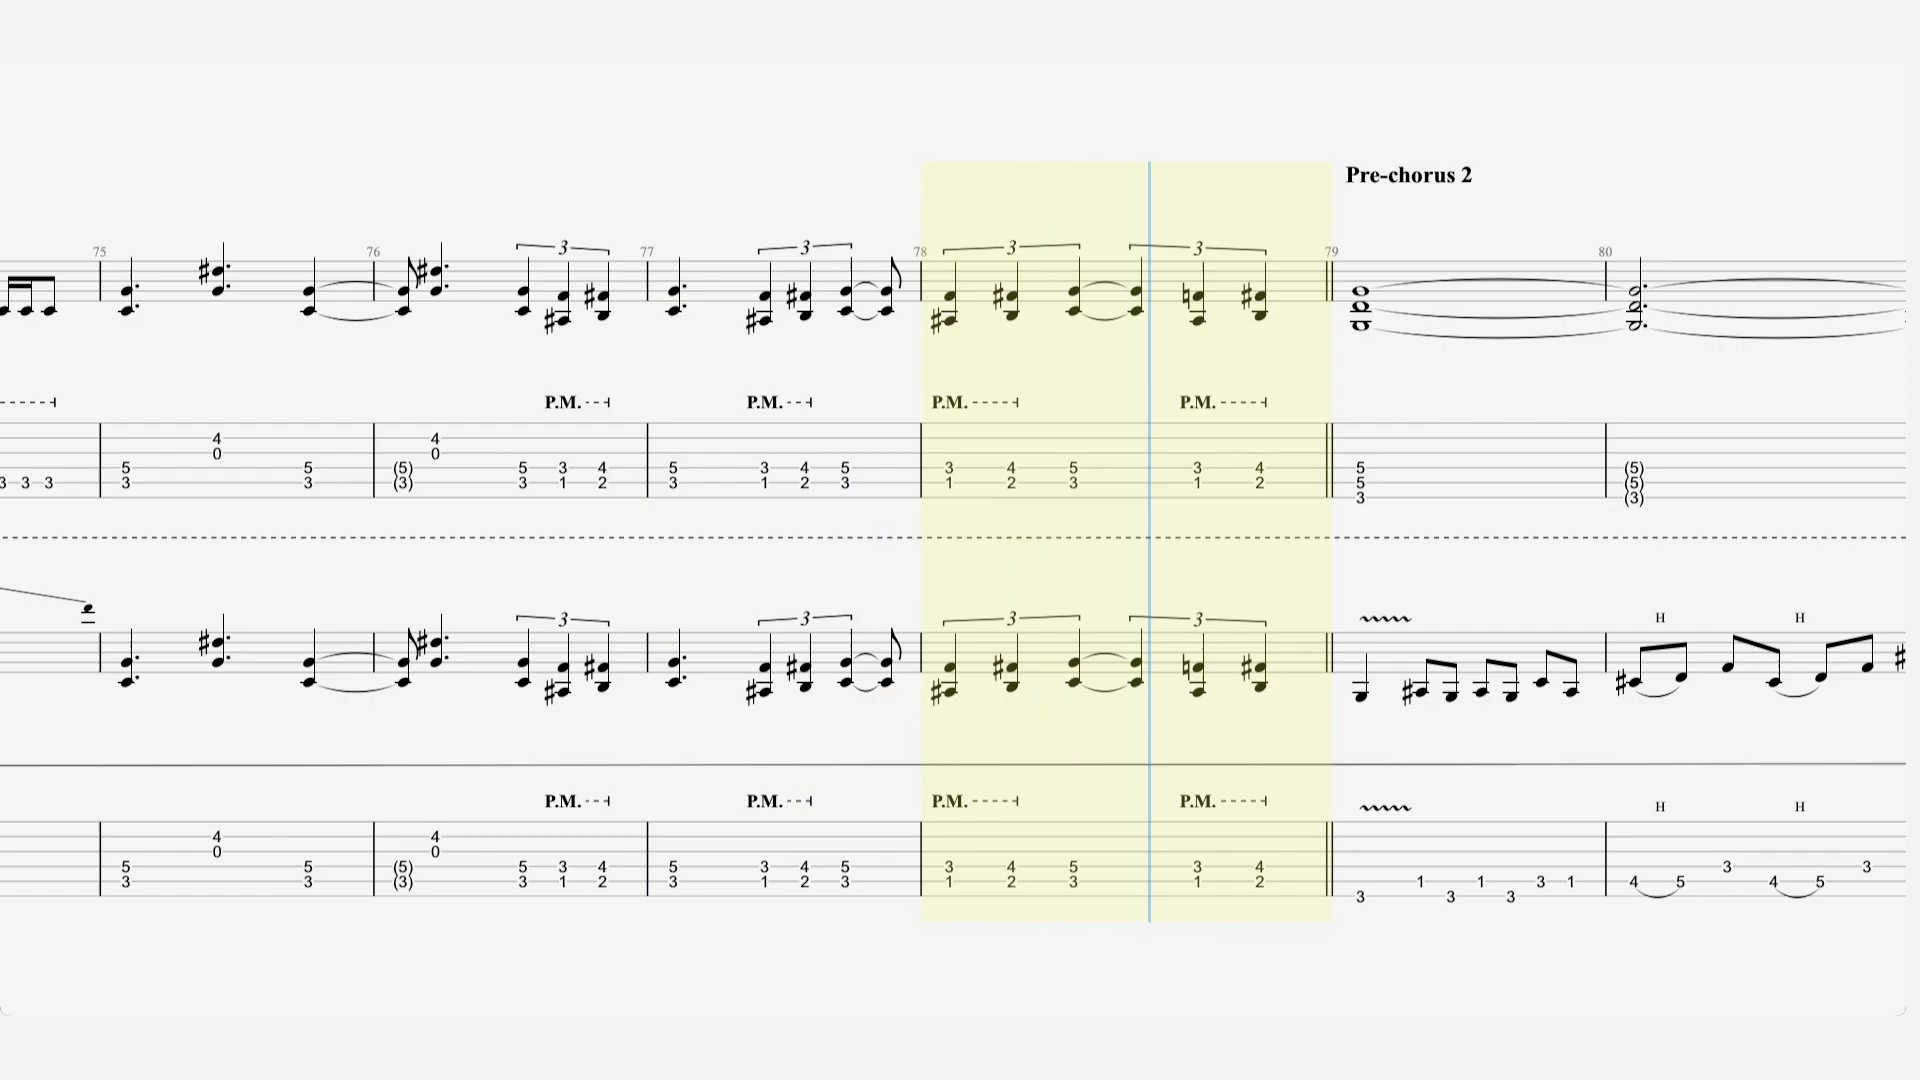 Pre-chorus 2
75 76 77 78 79 80
3 3 3 3 3
P.M. P.M. P.M. P.M.
4 4
0 0
5 5 (5) 5 3 4 5 3 4 5 3 4 5 3 4 5 (5)
3 3 3 3 3 (3) 3 1 2 3 1 2 3 1 2 3 1 2 5 (5)
3 (3)
3 3 3 3 H H
P.M. P.M. P.M. P.M. H H
4 4
0 0
5 5 (5) 5 3 4 5 3 4 5 3 4 5 3 4 3 3
3 3 (3) 3 1 2 3 1 2 3 1 2 3 1 2 1 1 3 1 4 5 4 5
3 3 3